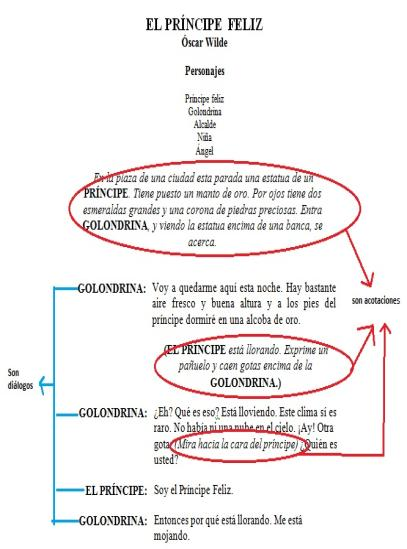 EL PRÍNCIPE FELIZ
Óscar Wilde
Personajes
Príncipe feliz
Golondrina
Alcalde
Niña
Ángel
En la plaza de una ciudad esta parada una estatua de un
PRÍNCIPE. Tiene puesto un manto de oro. Por ojos tiene dos
esmeraldas grandes y una corona de piedras preciosas. Entra
GOLONDRINA, y viendo la estatua encima de una banca, se
acerca.
son acotaciones
GOLONDRINA: Voy a quedarme aquí esta noche. Hay bastante
aire fresco y buena altura y a los pies del
príncipe dormiré en una alcoba de oro.
(EL PRÍNCIPE está llorando. Exprime un
pañuelo y caen gotas encima de la
GOLONDRINA.)
Son
diálogos
GOLONDRINA: ¿Eh? Qué es eso? Está lloviendo. Este clima sí es
raro. No había ni una nube en el cielo. ¡Ay! Otra
gota. (Mira hacia la cara del príncipe) ¿Quién es
usted?
EL PRÍNCIPE: Soy el Príncipe Feliz.
GOLONDRINA: Entonces por qué está llorando. Me está
mojando.